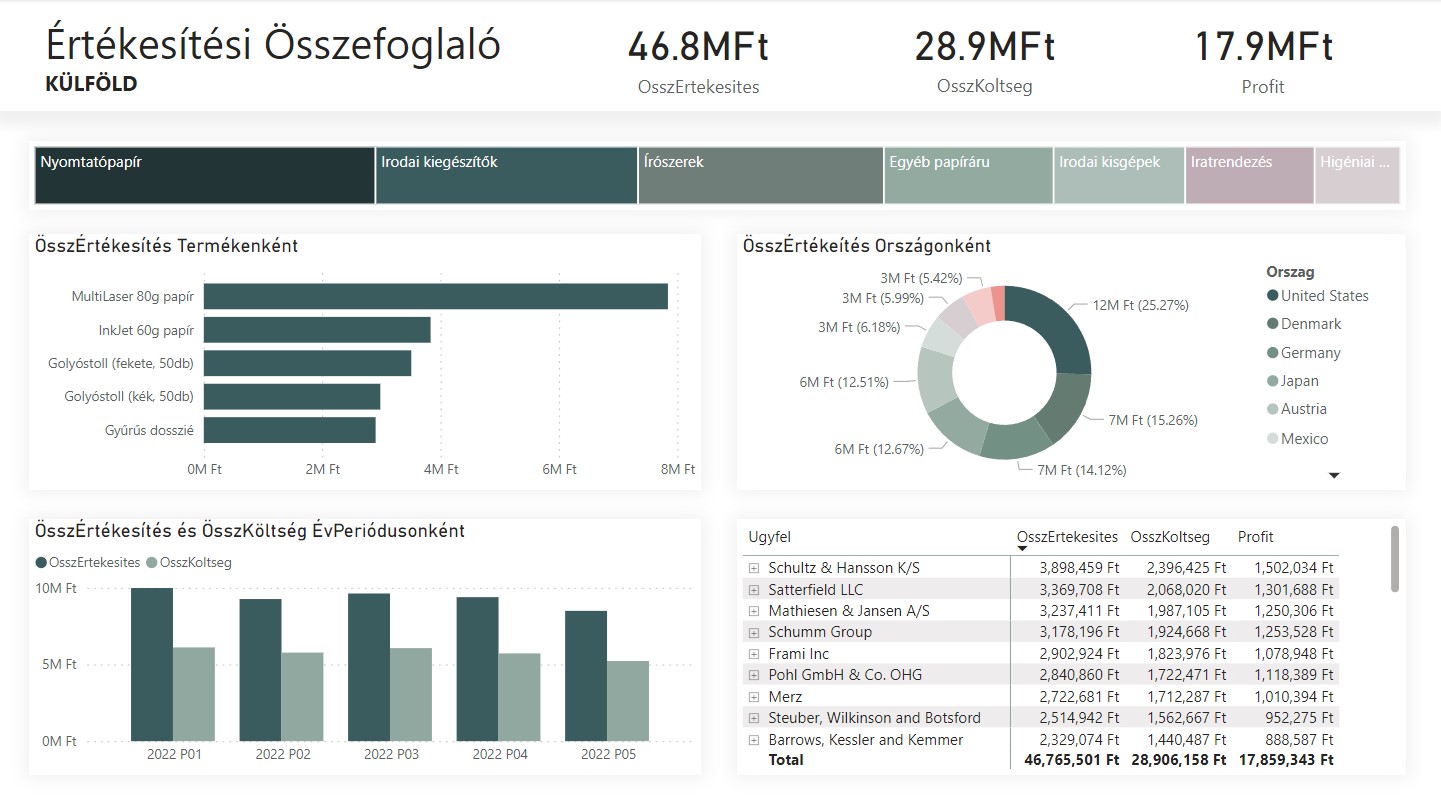 Értékesítési Összefoglaló
KÜLFÖLD
46.8MFt
OsszErtekesites
28.9MFt
OsszKoltseg
17.9MFt
Profit
Nyomtatópapír
Irodai kiegészítők
Írószerek
Egyéb papíráru
Irodai kisgépek
Iratrendezés
Higéniai ...
ÖsszÉrtékesítés Termékenként
MultiLaser 80g papír
InkJet 60g papír
Golyóstoll (fekete, 50db)
Golyóstoll (kék, 50db)
Gyűrűs dosszié
0M Ft 2M Ft 4M Ft 6M Ft 8M Ft
ÖsszÉrtékeítés Országonként
3M Ft (5.42%)
3M Ft (5.99%)
3M Ft (6.18%)
6M Ft (12.51%)
6M Ft (12.67%)
12M Ft (25.27%)
7M Ft (15.26%)
7M Ft (14.12%)
Orszag
United States
Denmark
Germany
Japan
Austria
Mexico
ÖsszÉrtékesítés és ÖsszKöltség ÉvPeriódusonként
OsszErtekesites OsszKoltseg
10M Ft
5M Ft
0M Ft
2022 P01 2022 P02 2022 P03 2022 P04 2022 P05
Ugyfel OsszErtekesites OsszKoltseg Profit
Schultz & Hansson K/S 3,898,459 Ft 2,396,425 Ft 1,502,034 Ft
Satterfield LLC 3,369,708 Ft 2,068,020 Ft 1,301,688 Ft
Mathiesen & Jansen A/S 3,237,411 Ft 1,987,105 Ft 1,250,306 Ft
Schumm Group 3,178,196 Ft 1,924,668 Ft 1,253,528 Ft
Frami Inc 2,902,924 Ft 1,823,976 Ft 1,078,948 Ft
Pohl GmbH & Co. OHG 2,840,860 Ft 1,722,471 Ft 1,118,389 Ft
Merz 2,722,681 Ft 1,712,287 Ft 1,010,394 Ft
Steuber, Wilkinson and Botsford 2,514,942 Ft 1,562,667 Ft 952,275 Ft
Barrows, Kessler and Kemmer 2,329,074 Ft 1,440,487 Ft 888,587 Ft
Total 46,765,501 Ft 28,906,158 Ft 17,859,343 Ft